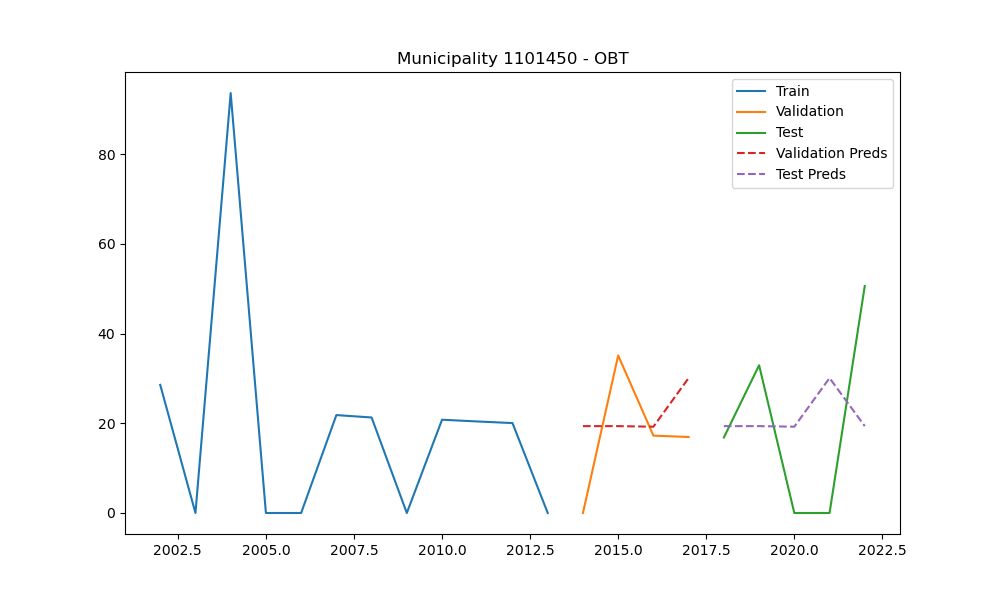 Municipality 1101450 - OBT
Train
Validation
Test
Validation Preds
Test Preds
80
60
40
20
0
2002.5 2005.0 2007.5 2010.0 2012.5 2015.0 2017.5 2020.0 2022.5